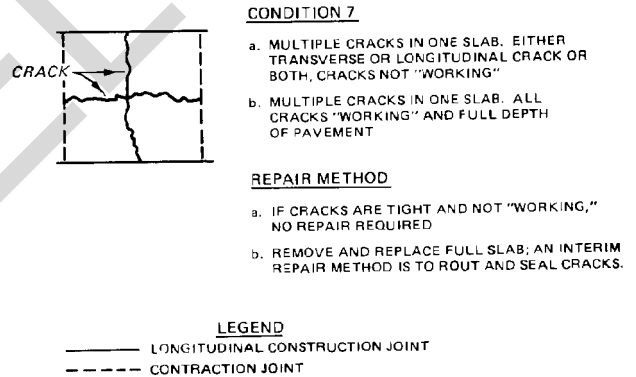 CONDITION 7
a. MULTIPLE CRACKS IN ONE SLAB. EITHER
TRANSVERSE OR LONGITUDINAL CRACK OR
BOTH, CRACKS NOT "WORKING"
CRACK
b. MULTIPLE CRACKS IN ONE SLAB. ALL
CRACKS "WORKING" AND FULL DEPTH
OF PAVEMENT
REPAIR METHOD
a. IF CRACKS ARE TIGHT AND NOT "WORKING,"
NO REPAIR REQUIRED
b. REMOVE AND REPLACE FULL SLAB; AN INTERIM
REPAIR METHOD IS TO ROUT AND SEAL CRACKS.
LEGEND
LONGITUDINAL CONSTRUCTION JOINT
CONTRACTION JOINT